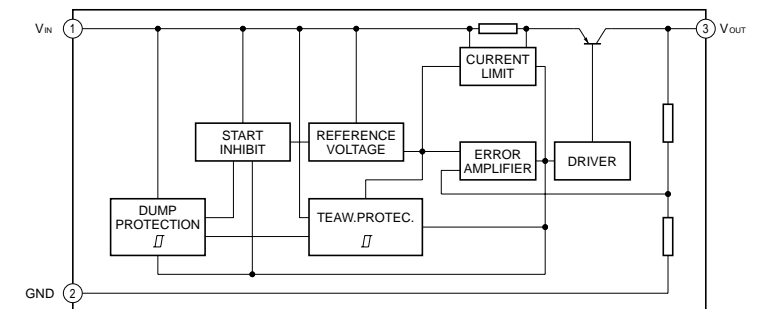 VIN 1
3 VOUT
CURRENT
LIMIT
START
INHIBIT
REFERENCE
VOLTAGE
ERROR
AMPLIFIER
DRIVER
DUMP
PROTECTION
TEAW.PROTEC.
GND 2